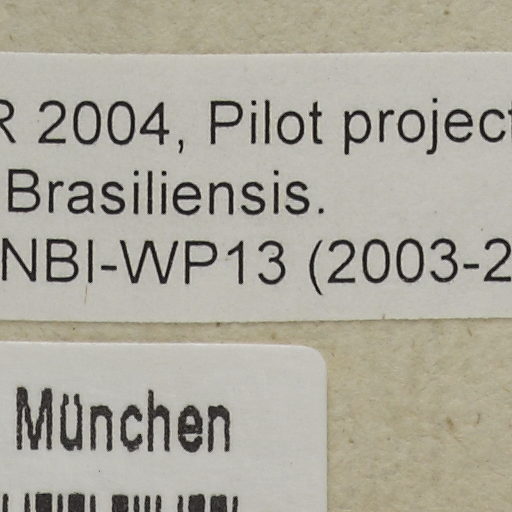 R 2004, Pilot project
Brasiliensis.
NBI-WP13 (2003-2
München